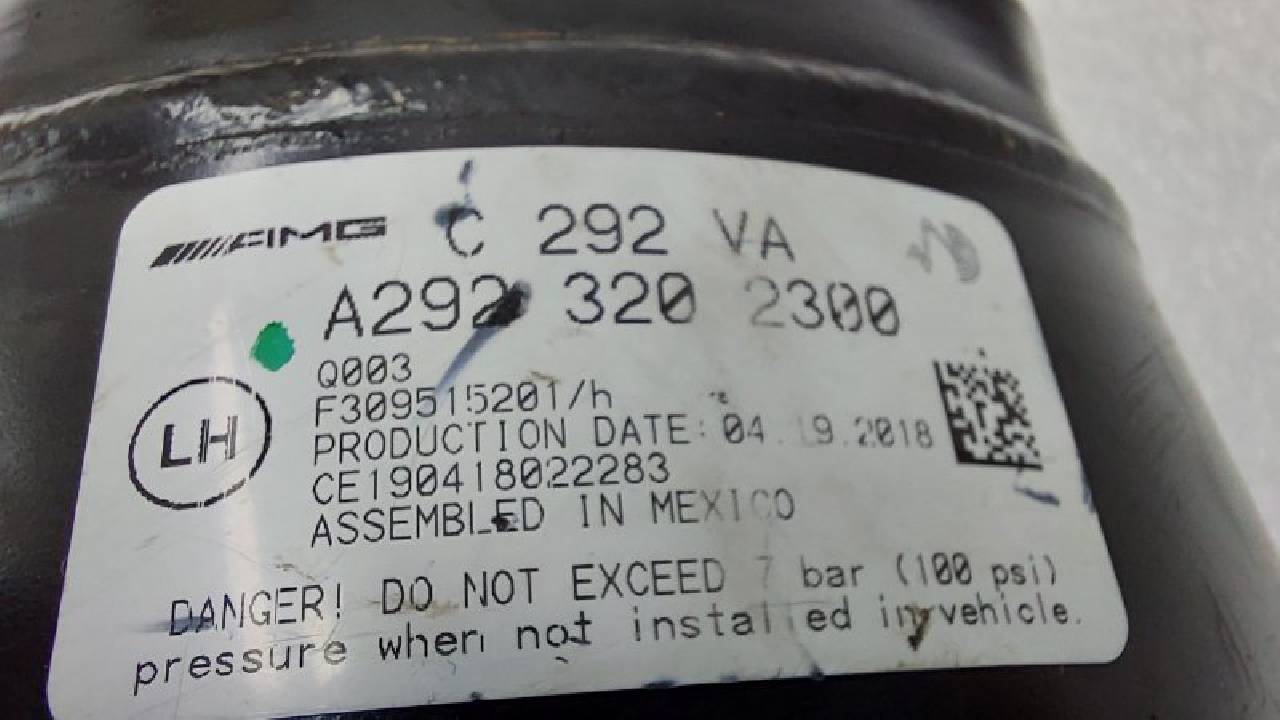 AMG C 292 VA
A292 320 2300
Q003
F309515201/h
PRODUCTION DATE: 04.19.2018
CE190418022283
ASSEMBLED IN MEXICO
LH
DANGER! DO NOT EXCEED 7 bar (100 psi)
pressure when not installed in vehicle.